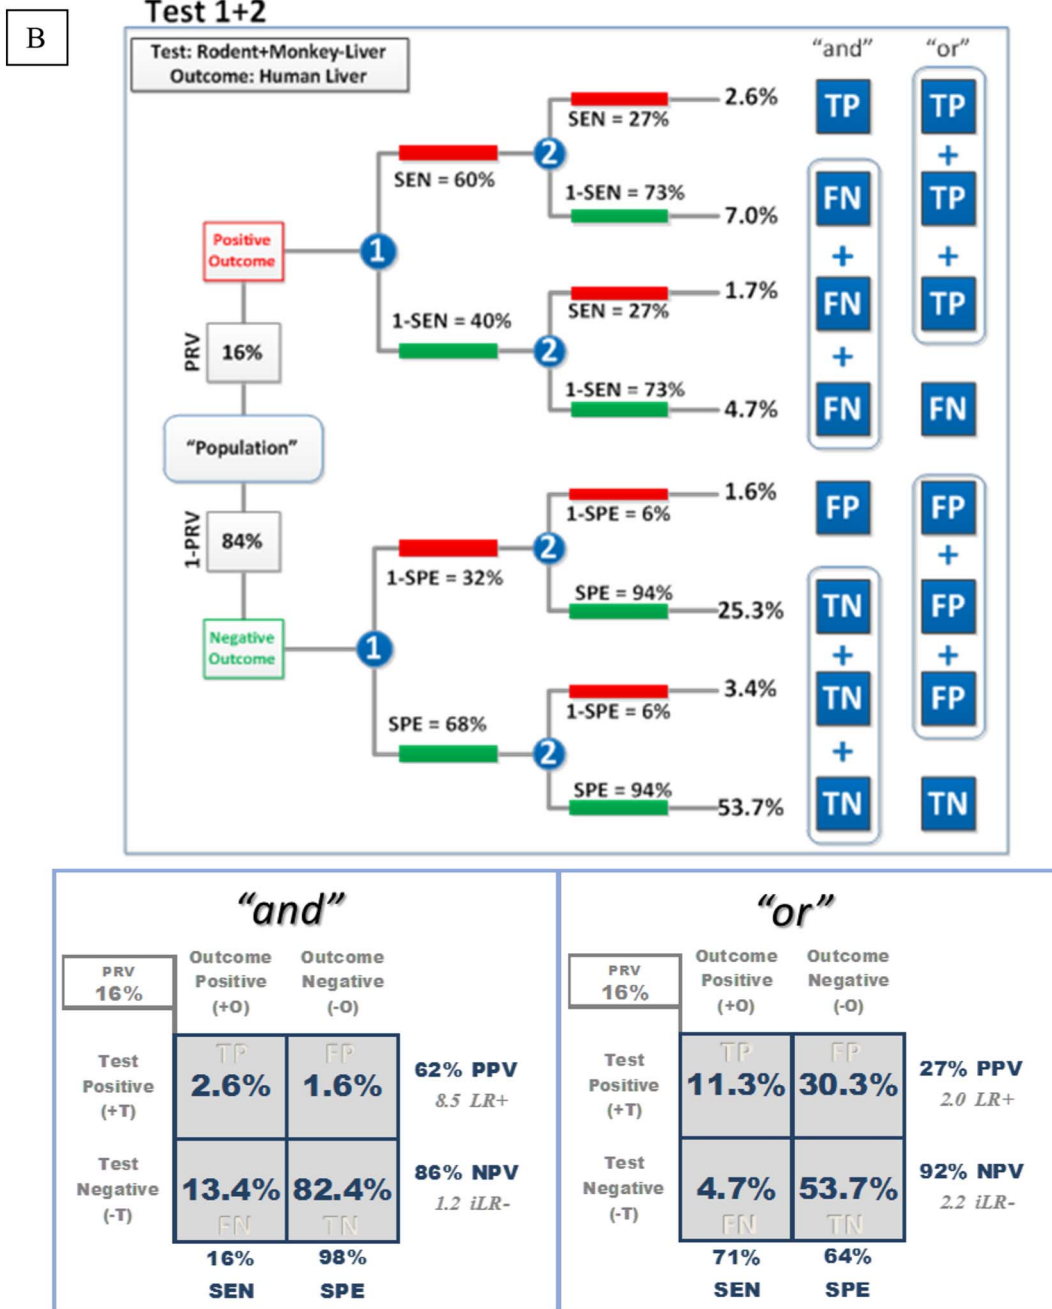 Test 1+2
B
Test: Rodent+Monkey-Liver
Outcome: Human Liver
"and"
"or"
SEN = 27%
2.6%
TP
TP
2
+
SEN = 60%
1-SEN = 73%
7.0%
FN
TP
Positive
Outcome
1
+
+
SEN = 27%
1.7%
FN
TP
1-SEN = 40%
2
+
PRV
16%
1-SEN = 73%
4.7%
FN
FN
"Population"
1-PRV
84%
1-SPE = 6%
1.6%
FP
FP
2
+
1-SPE = 32%
SPE = 94%
25.3%
TN
FP
Negative
Outcome
1
+
+
1-SPE = 6%
3.4%
TN
FP
SPE = 68%
2
+
SPE = 94%
53.7%
TN
TN
"and"
PRV
16%
Outcome
Positive
(+O)
Outcome
Negative
(-O)
Test
Positive
(+T)
TP
2.6%
FP
1.6%
62% PPV
8.5 LR+
Test
Negative
(-T)
13.4%
FN
82.4%
TN
86% NPV
1.2 iLR-
16%
SEN
98%
SPE
"or"
PRV
16%
Outcome
Positive
(+O)
Outcome
Negative
(-O)
Test
Positive
(+T)
TP
11.3%
FP
30.3%
27% PPV
2.0 LR+
Test
Negative
(-T)
4.7%
FN
53.7%
TN
92% NPV
2.2 iLR-
71%
SEN
64%
SPE